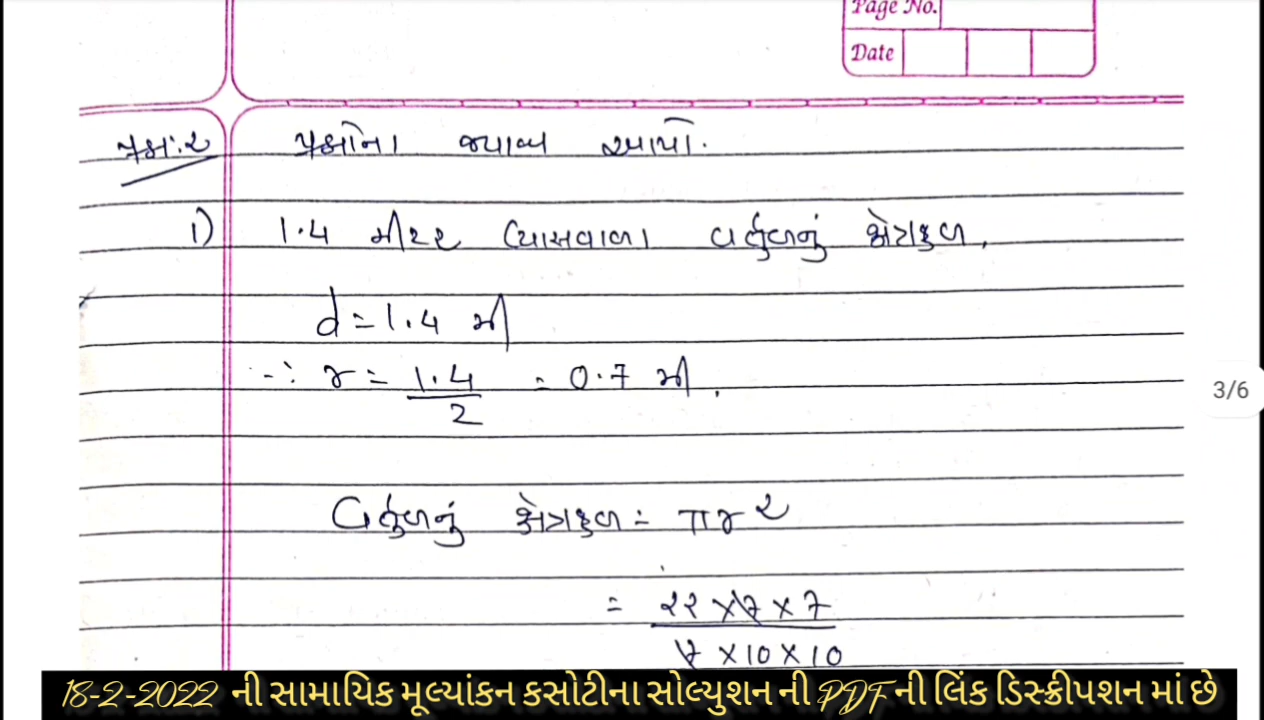 Page No.
Date
પ્રશ્ન:૨ પ્રશ્નોના જવાબ આપો.
1) 1.4 મીટર વ્યાસવાળા વર્તુળનું ક્ષેત્રફળ.
d = 1.4 મી
∴ r = 1.4/2 = 0.7 મી.
3/6
વર્તુળનું ક્ષેત્રફળ = πr²
= ૨૨ × 7 × 7
7 × 10 × 10
18-2-2022 ની સામાયિક મૂલ્યાંકન કસોટીના સોલ્યુશન ની PDF ની લિંક ડિસ્ક્રીપશન માં છે